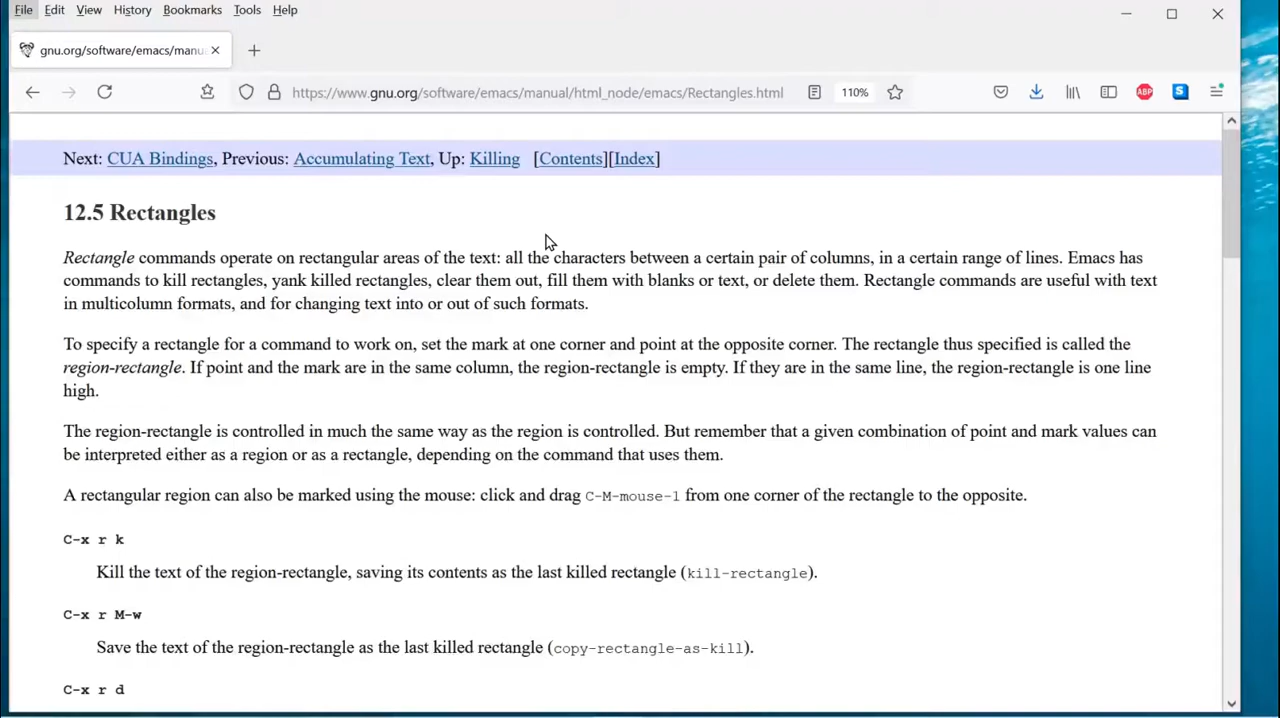 File Edit View History Bookmarks Tools Help
gnu.org/software/emacs/manu
https://www.gnu.org/software/emacs/manual/html_node/emacs/Rectangles.html 110% ABP S
Next: CUA Bindings, Previous: Accumulating Text, Up: Killing [Contents][Index]
12.5 Rectangles
Rectangle commands operate on rectangular areas of the text: all the characters between a certain pair of columns, in a certain range of lines. Emacs has
commands to kill rectangles, yank killed rectangles, clear them out, fill them with blanks or text, or delete them. Rectangle commands are useful with text
in multicolumn formats, and for changing text into or out of such formats.
To specify a rectangle for a command to work on, set the mark at one corner and point at the opposite corner. The rectangle thus specified is called the
region-rectangle. If point and the mark are in the same column, the region-rectangle is empty. If they are in the same line, the region-rectangle is one line
high.
The region-rectangle is controlled in much the same way as the region is controlled. But remember that a given combination of point and mark values can
be interpreted either as a region or as a rectangle, depending on the command that uses them.
A rectangular region can also be marked using the mouse: click and drag C-M-mouse-1 from one corner of the rectangle to the opposite.
C-x r k
Kill the text of the region-rectangle, saving its contents as the last killed rectangle (kill-rectangle).
C-x r M-w
Save the text of the region-rectangle as the last killed rectangle (copy-rectangle-as-kill).
C-x r d